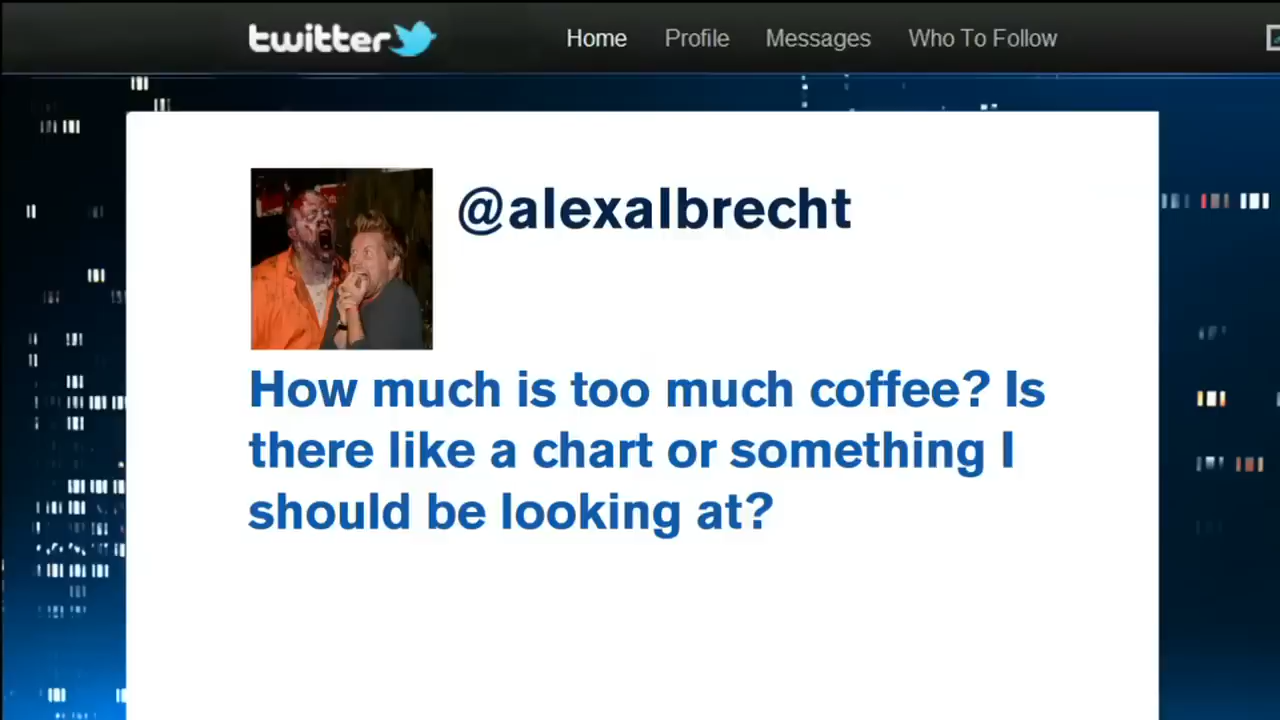 twitter Home Profile Messages Who To Follow
@alexalbrecht
How much is too much coffee? Is
there like a chart or something I
should be looking at?